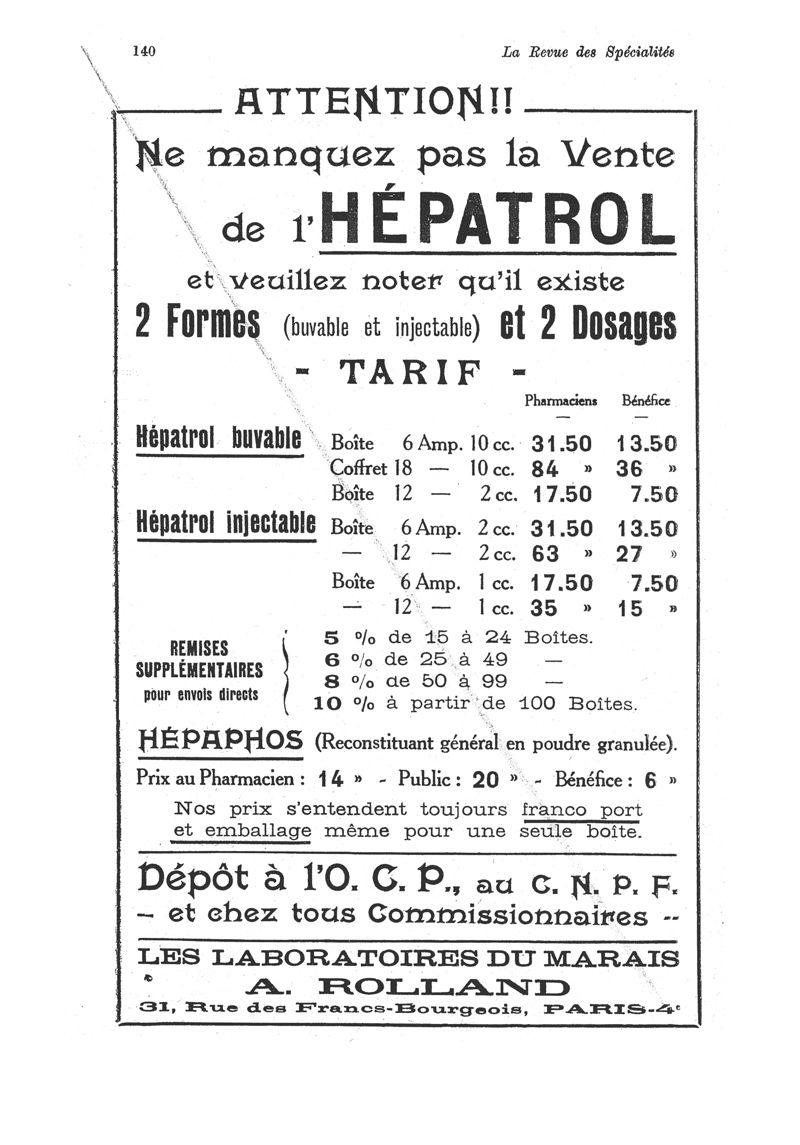 140
La Revue des Spécialités
ATTENTION!!
Ne manquez pas la Vente
de l'HÉPATROL
et veuillez noter qu'il existe
2 Formes (buvable et injectable) et 2 Dosages
- TARIF -
Pharmaciens Bénéfice
— —
Hépatrol buvable Boîte 6 Amp. 10 cc. 31.50 13.50
Coffret 18 — 10 cc. 84 » 36 »
Boîte 12 — 2 cc. 17.50 7.50
Hépatrol injectable Boîte 6 Amp. 2 cc. 31.50 13.50
— 12 — 2 cc. 63 » 27 »
Boîte 6 Amp. 1 cc. 17.50 7.50
— 12 — 1 cc. 35 » 15 »
REMISES
SUPPLÉMENTAIRES
pour envois directs
5 % de 15 à 24 Boîtes.
6 % de 25 à 49 —
8 % de 50 à 99 —
10 % à partir de 100 Boîtes.
HÉPAPHOS (Reconstituant général en poudre granulée).
Prix au Pharmacien : 14 » - Public : 20 » - Bénéfice : 6 »
Nos prix s'entendent toujours franco port
et emballage même pour une seule boîte.
Dépôt à l'O. C. P., au C. N. P. F.
- et chez tous Commissionnaires --
LES LABORATOIRES DU MARAIS
A. ROLLAND
31, Rue des Francs-Bourgeois, PARIS-4e